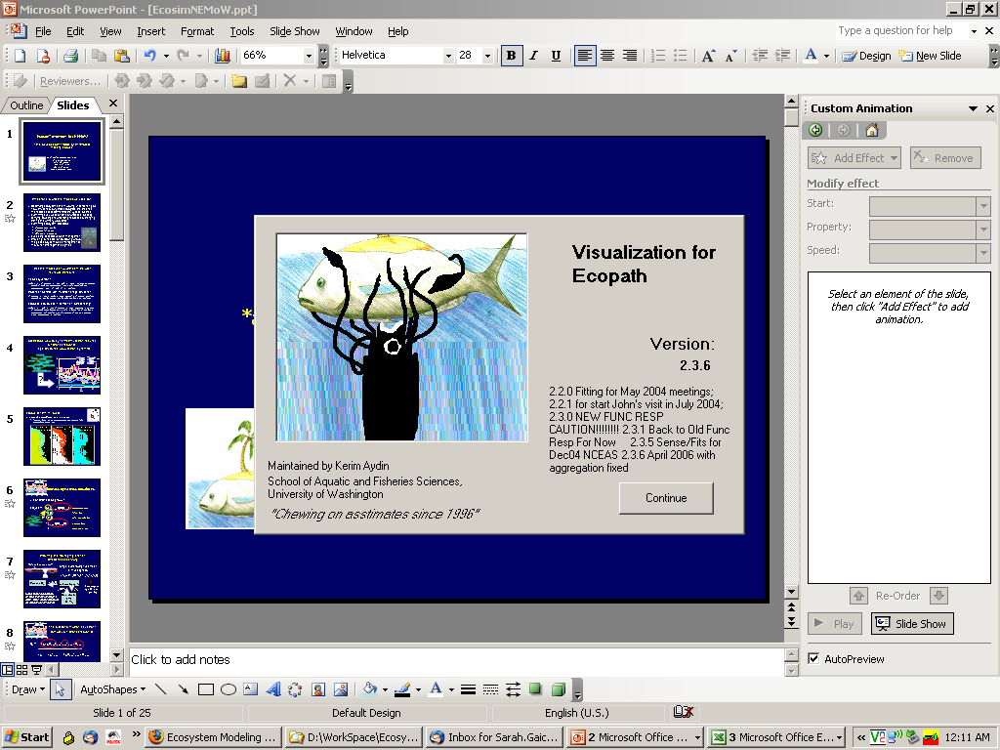 Microsoft PowerPoint - [EcosimNEMoW.ppt]
File Edit View Insert Format Tools Slide Show Window Help
Type a question for help
66%
Helvetica
28
B I U
A A
A
Design
New Slide
Reviewers...
Outline
Slides
Custom Animation
Add Effect
Remove
Modify effect
Start:
Property:
Speed:
Select an element of the slide,
then click "Add Effect" to add
animation.
Re-Order
Play
Slide Show
AutoPreview
1
2
3
4
5
6
7
8
Visualization for
Ecopath
Version:
2.3.6
2.2.0 Fitting for May 2004 meetings;
2.2.1 for start John's visit in July 2004;
2.3.0 NEW FUNC RESP
CAUTION!!!!!!!! 2.3.1 Back to Old Func
Resp For Now 2.3.5 Sense/Fits for
Dec04 NCEAS 2.3.6 April 2006 with
aggregation fixed
Maintained by Kerim Aydin
School of Aquatic and Fisheries Sciences,
University of Washington
"Chewing on asstimates since 1996"
Continue
Click to add notes
Draw
AutoShapes
A
A
Slide 1 of 25
Default Design
English (U.S.)
Start
Ecosystem Modeling ...
D:\WorkSpace\Ecosy...
Inbox for Sarah.Gaic...
2 Microsoft Office ...
3 Microsoft Office E...
12:11 AM